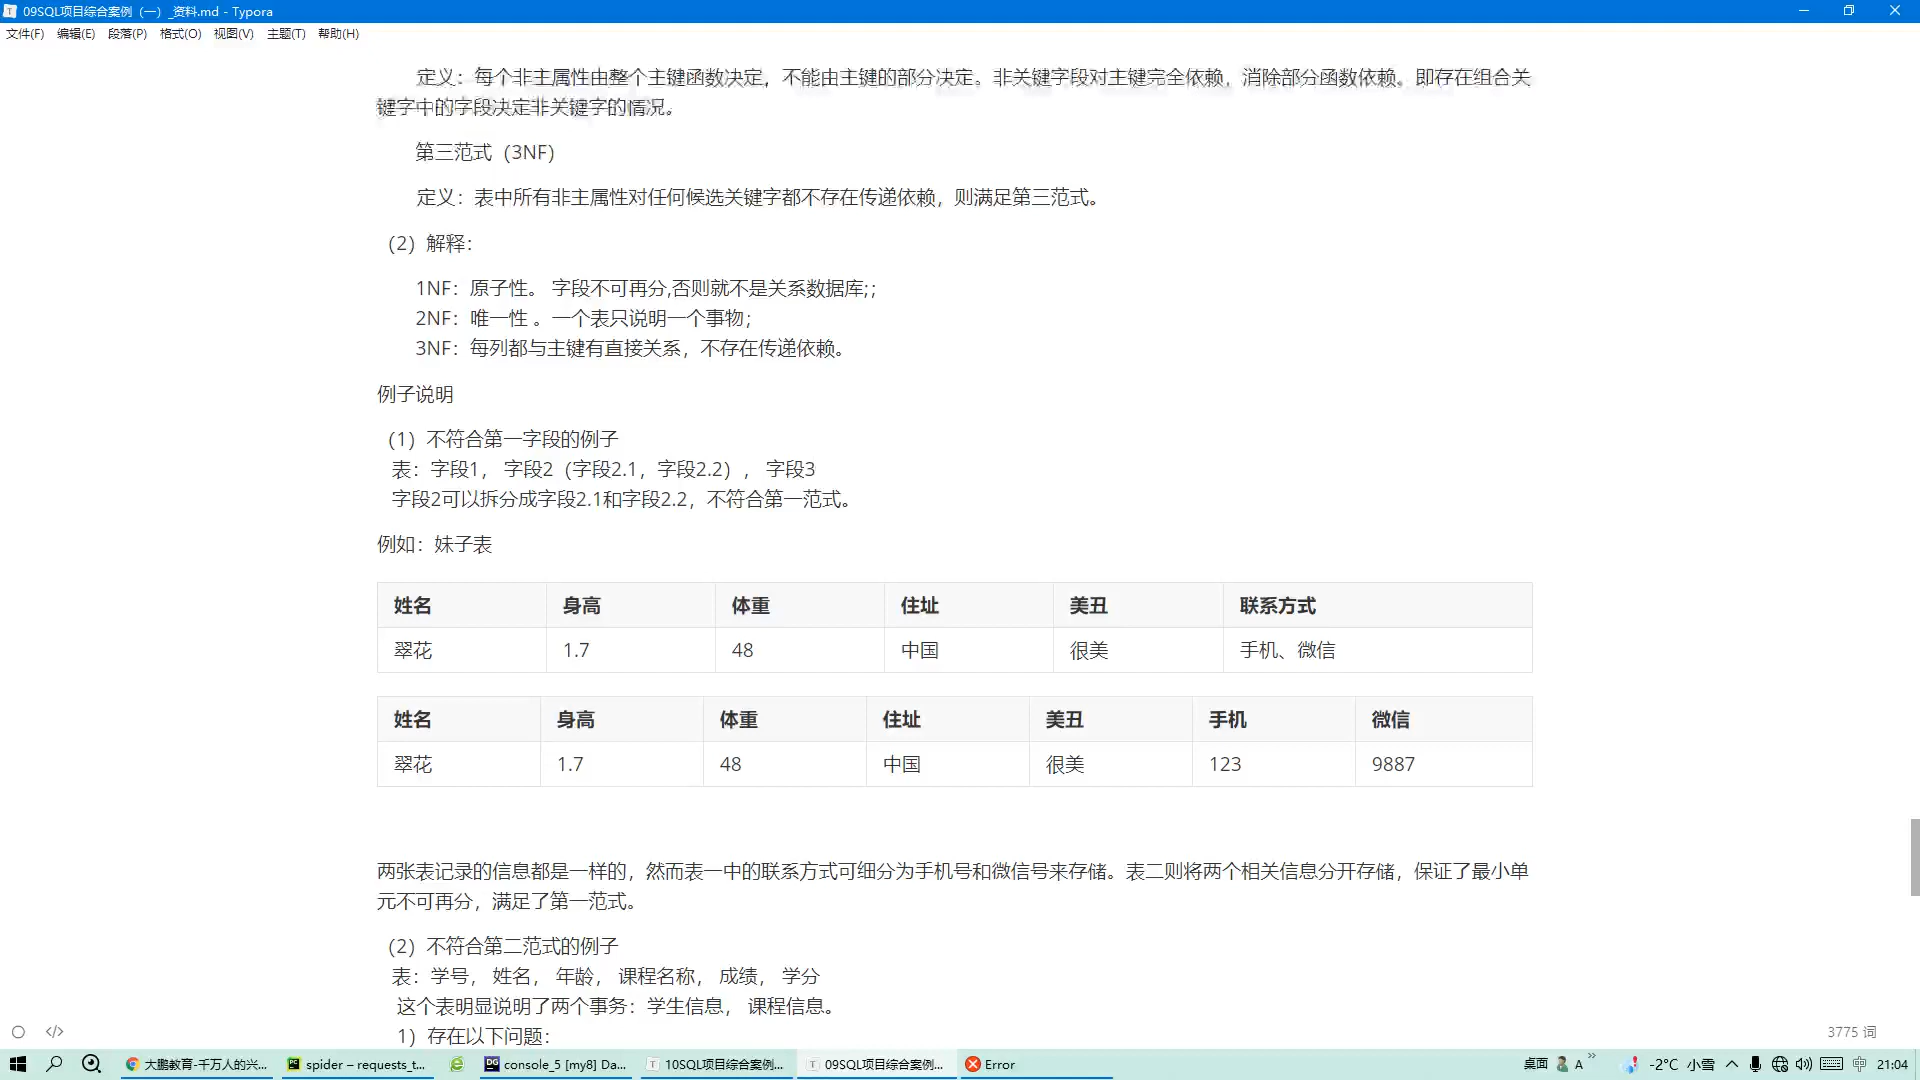 09SQL项目综合案例（一）_资料.md - Typora
文件(F) 编辑(E) 段落(P) 格式(O) 视图(V) 主题(T) 帮助(H)
定义：每个非主属性由整个主键函数决定，不能由主键的部分决定。非关键字段对主键完全依赖，消除部分函数依赖。即存在组合关
键字中的字段决定非关键字的情况。
第三范式（3NF）
定义：表中所有非主属性对任何候选关键字都不存在传递依赖，则满足第三范式。
（2）解释：
1NF：原子性。 字段不可再分,否则就不是关系数据库;;
2NF：唯一性 。一个表只说明一个事物；
3NF：每列都与主键有直接关系，不存在传递依赖。
例子说明
（1）不符合第一字段的例子
表：字段1， 字段2（字段2.1，字段2.2）， 字段3
字段2可以拆分成字段2.1和字段2.2，不符合第一范式。
例如：妹子表
姓名 身高 体重 住址 美丑 联系方式
翠花 1.7 48 中国 很美 手机、微信
姓名 身高 体重 住址 美丑 手机 微信
翠花 1.7 48 中国 很美 123 9887
两张表记录的信息都是一样的，然而表一中的联系方式可细分为手机号和微信号来存储。表二则将两个相关信息分开存储，保证了最小单
元不可再分，满足了第一范式。
（2）不符合第二范式的例子
表：学号， 姓名， 年龄， 课程名称， 成绩， 学分
这个表明显说明了两个事务：学生信息， 课程信息。
1）存在以下问题：
3775 词
大鹏教育-千万人的兴... spider – requests_t... console_5 [my8] Da... 10SQL项目综合案例... 09SQL项目综合案例... Error 桌面 A -2°C 小雪 中 21:04